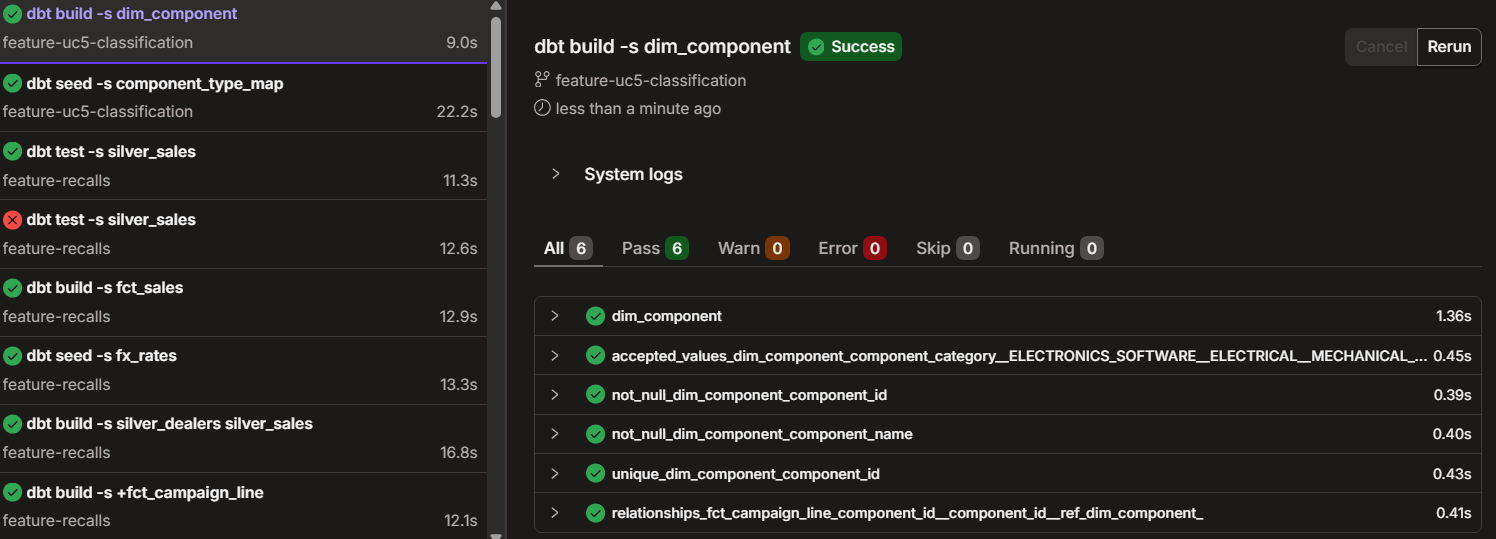 dbt build -s dim_component
feature-uc5-classification 9.0s
dbt seed -s component_type_map
feature-uc5-classification 22.2s
dbt test -s silver_sales
feature-recalls 11.3s
dbt test -s silver_sales
feature-recalls 12.6s
dbt build -s fct_sales
feature-recalls 12.9s
dbt seed -s fx_rates
feature-recalls 13.3s
dbt build -s silver_dealers silver_sales
feature-recalls 16.8s
dbt build -s +fct_campaign_line
feature-recalls 12.1s
dbt build -s dim_component Success
Cancel Rerun
feature-uc5-classification
less than a minute ago
System logs
All 6 Pass 6 Warn 0 Error 0 Skip 0 Running 0
dim_component 1.36s
accepted_values_dim_component_component_category__ELECTRONICS_SOFTWARE__ELECTRICAL__MECHANICAL_... 0.45s
not_null_dim_component_component_id 0.39s
not_null_dim_component_component_name 0.40s
unique_dim_component_component_id 0.43s
relationships_fct_campaign_line_component_id__component_id__ref_dim_component_ 0.41s